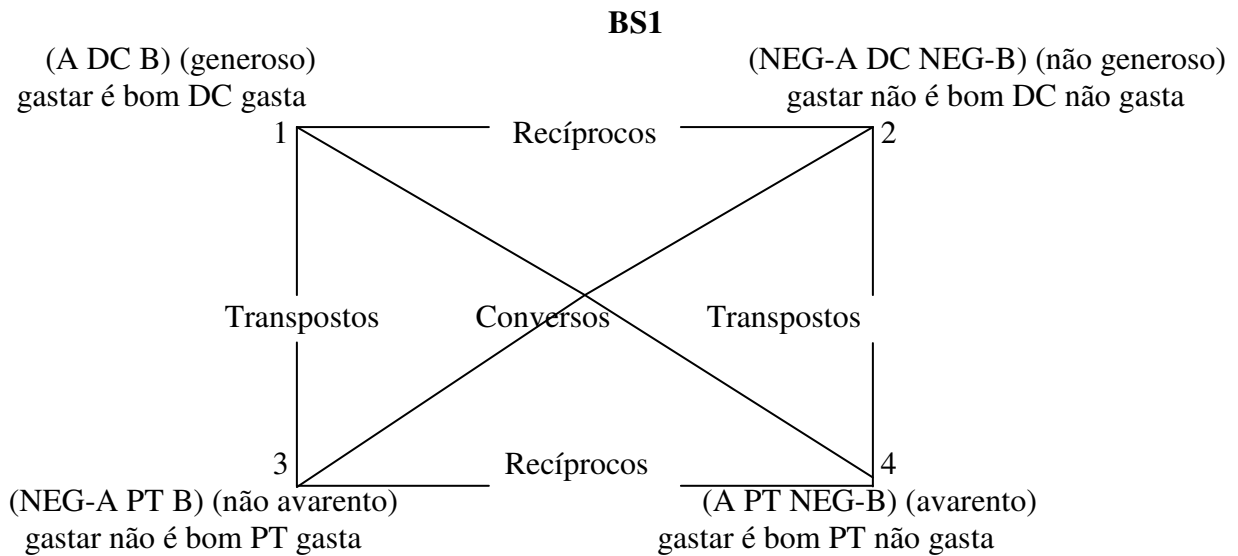 BS1
(A DC B) (generoso) (NEG-A DC NEG-B) (não generoso)
gastar é bom DC gasta gastar não é bom DC não gasta
1 Recíprocos 2
Transpostos Conversos Transpostos
3 Recíprocos 4
(NEG-A PT B) (não avarento) (A PT NEG-B) (avarento)
gastar não é bom PT gasta gastar é bom PT não gasta